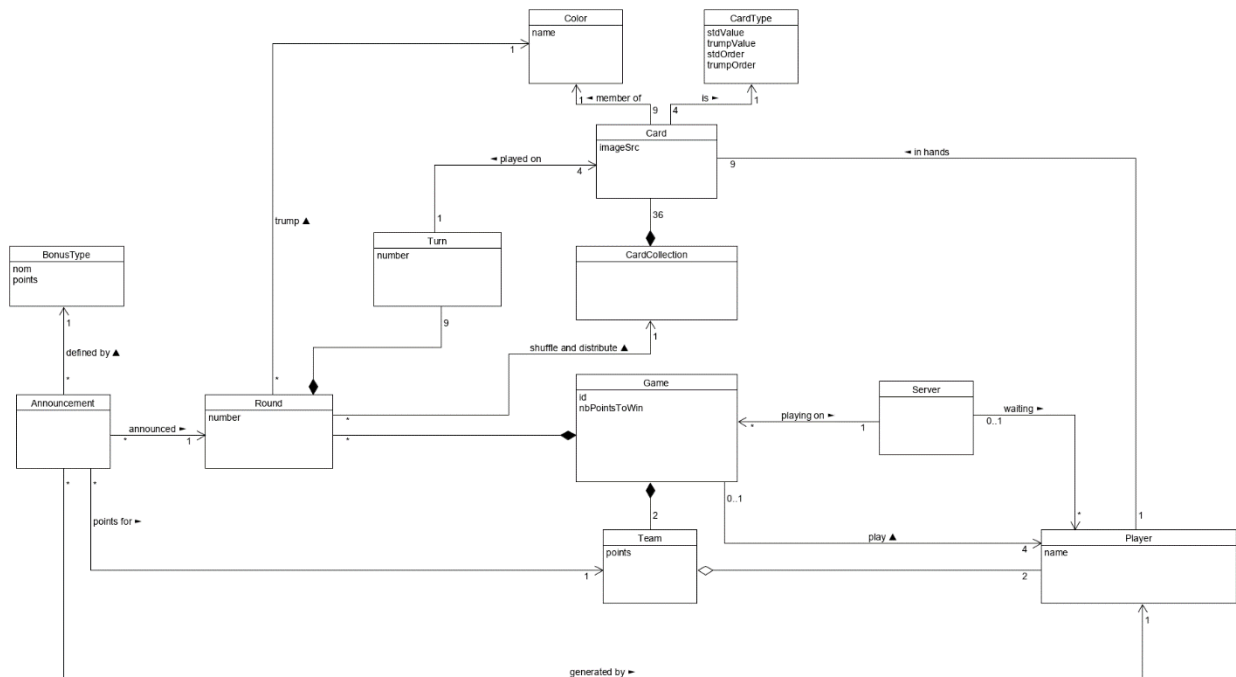 Color
name
CardType
stdValue
trumpValue
stdOrder
trumpOrder
1
1
◄ member of
9
is ►
4
1
Card
imageSrc
◄ played on
4
◄ in hands
9
trump ▲
1
36
Turn
number
BonusType
nom
points
CardCollection
1
9
1
defined by ▲
shuffle and distribute ▲
*
*
Announcement
Round
number
*
Game
id
nbPointsToWin
Server
announced ►
*
1
*
playing on ►
*
1
waiting ►
0..1
*
*
0..1
points for ►
2
*
1
Team
points
play ▲
4
Player
name
1
2
1
generated by ►